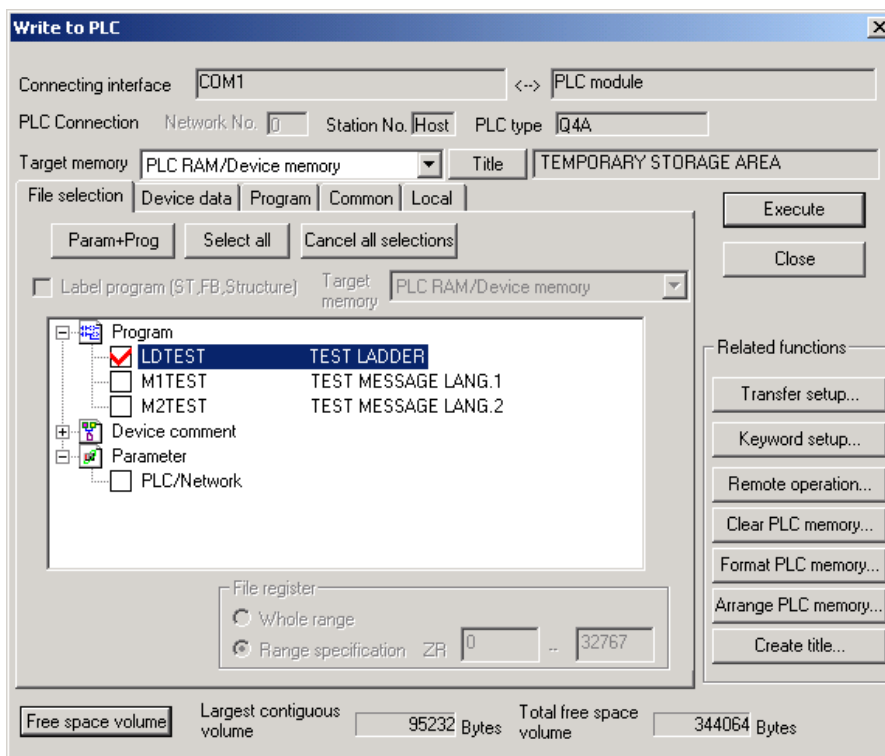 Write to PLC
Connecting interface COM1 <--> PLC module
PLC Connection Network No. 0 Station No. Host PLC type Q4A
Target memory PLC RAM/Device memory Title TEMPORARY STORAGE AREA
File selection Device data Program Common Local
Execute
Param+Prog Select all Cancel all selections
Close
Label program (ST,FB,Structure) Target memory PLC RAM/Device memory
Program
LDTEST TEST LADDER
M1TEST TEST MESSAGE LANG.1
M2TEST TEST MESSAGE LANG.2
Device comment
Parameter
PLC/Network
Related functions
Transfer setup...
Keyword setup...
Remote operation...
Clear PLC memory...
Format PLC memory...
Arrange PLC memory...
Create title...
File register
Whole range
Range specification ZR 0 -- 32767
Free space volume Largest contiguous volume 95232 Bytes Total free space volume 344064 Bytes